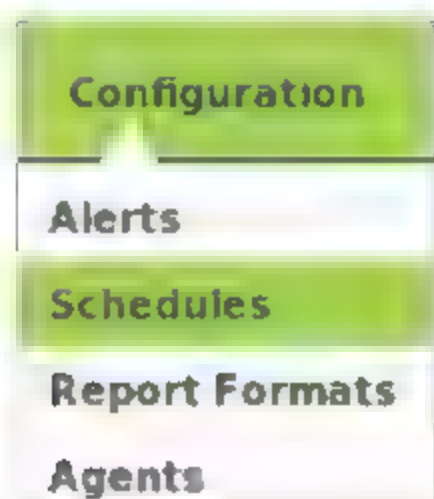 Configuration
Alerts
Schedules
Report Formats
Agents